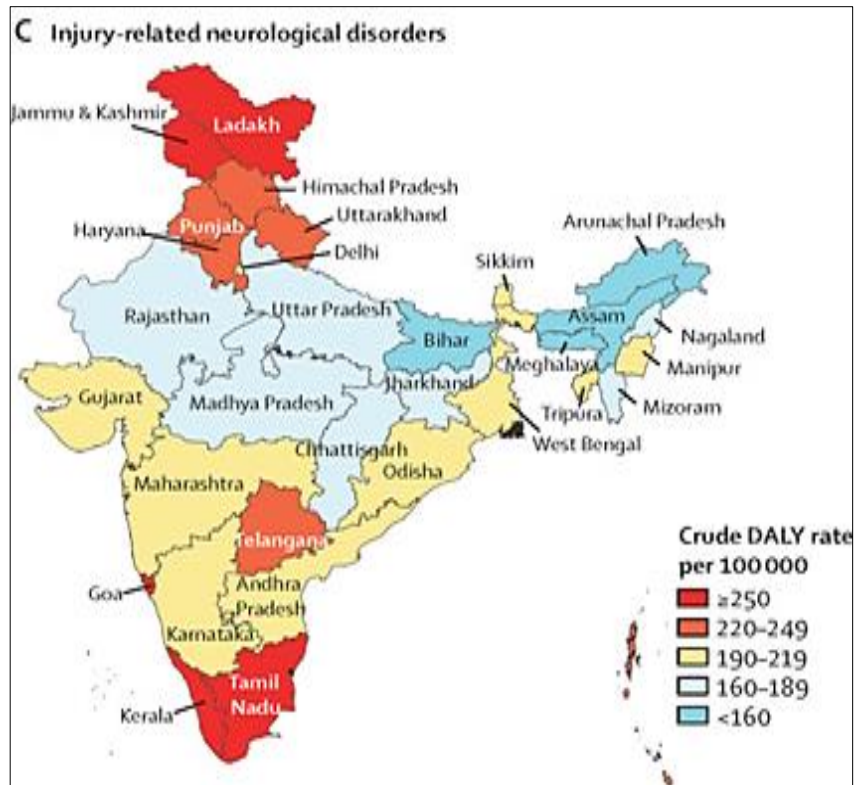 C Injury-related neurological disorders
Jammu & Kashmir
Ladakh
Himachal Pradesh
Punjab
Uttarakhand
Haryana
Delhi
Arunachal Pradesh
Sikkim
Rajasthan
Uttar Pradesh
Assam
Bihar
Nagaland
Meghalaya
Manipur
Jharkhand
Gujarat
Madhya Pradesh
Tripura
Mizoram
West Bengal
Chhattisgarh
Odisha
Maharashtra
Telangana
Goa
Andhra
Pradesh
Karnataka
Tamil
Nadu
Kerala
Crude DALY rate
per 100 000
≥250
220–249
190–219
160–189
<160